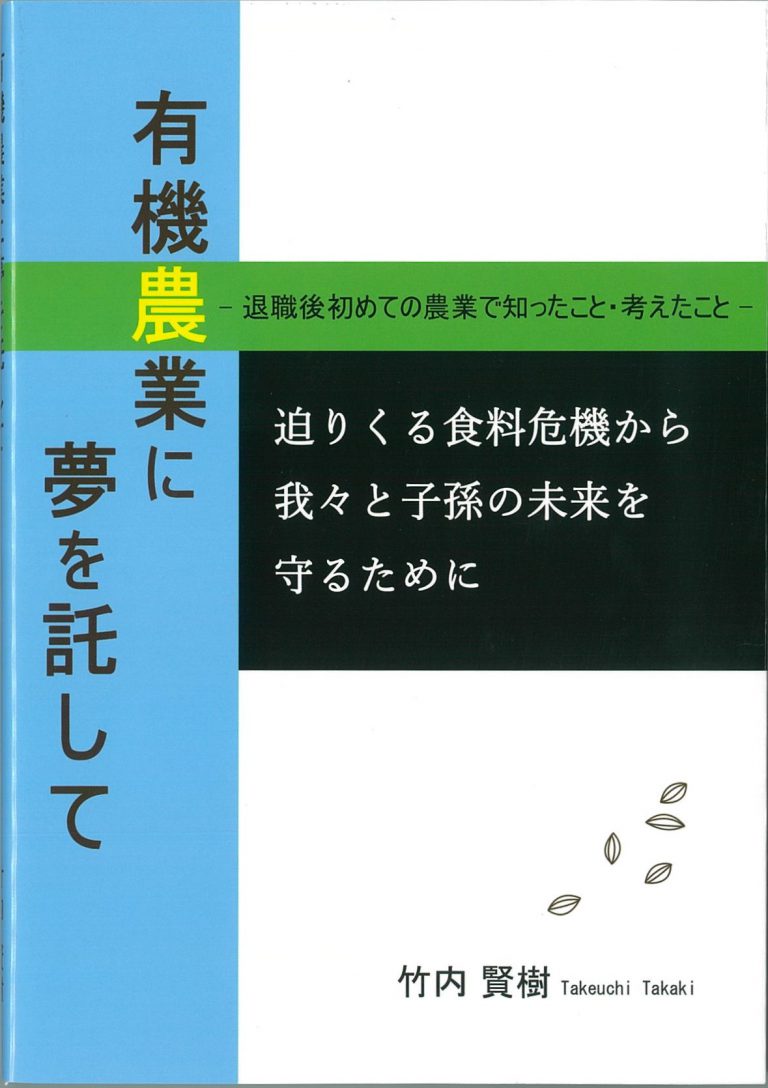 有機農業に
夢を託して
− 退職後初めての農業で知ったこと・考えたこと −
迫りくる食料危機から
我々と子孫の未来を
守るために
竹内 賢樹 Takeuchi Takaki